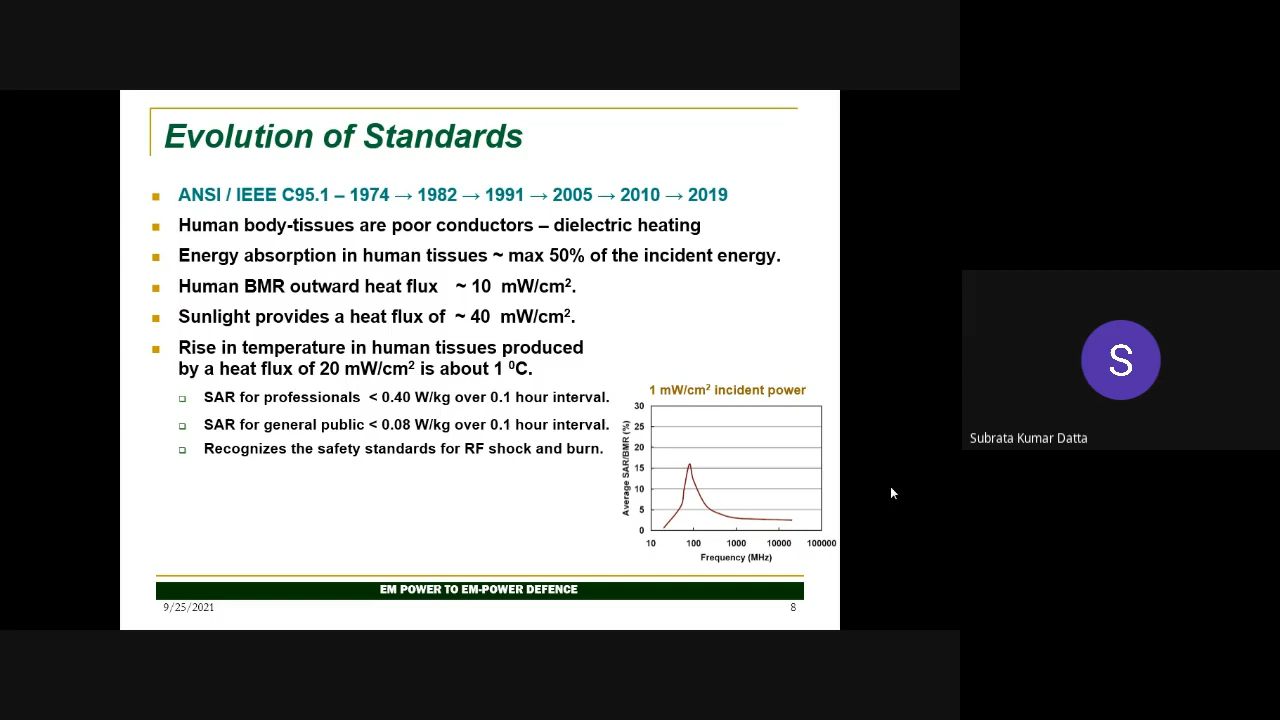 Evolution of Standards
ANSI / IEEE C95.1 – 1974 → 1982 → 1991 → 2005 → 2010 → 2019
Human body-tissues are poor conductors – dielectric heating
Energy absorption in human tissues ~ max 50% of the incident energy.
Human BMR outward heat flux ~ 10 mW/cm².
Sunlight provides a heat flux of ~ 40 mW/cm².
Rise in temperature in human tissues produced
by a heat flux of 20 mW/cm² is about 1 ⁰C.
SAR for professionals < 0.40 W/kg over 0.1 hour interval.
SAR for general public < 0.08 W/kg over 0.1 hour interval.
Recognizes the safety standards for RF shock and burn.
1 mW/cm² incident power
Average SAR/BMR (%)
30
25
20
15
10
5
0
10 100 1000 10000 100000
Frequency (MHz)
EM POWER TO EM-POWER DEFENCE
9/25/2021 8
S
Subrata Kumar Datta